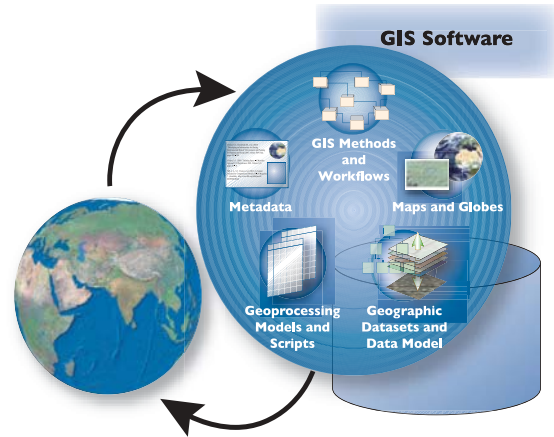 GIS Software
GIS Methods
and
Workflows
Metadata
Maps and Globes
Geoprocessing
Models and
Scripts
Geographic
Datasets and
Data Model